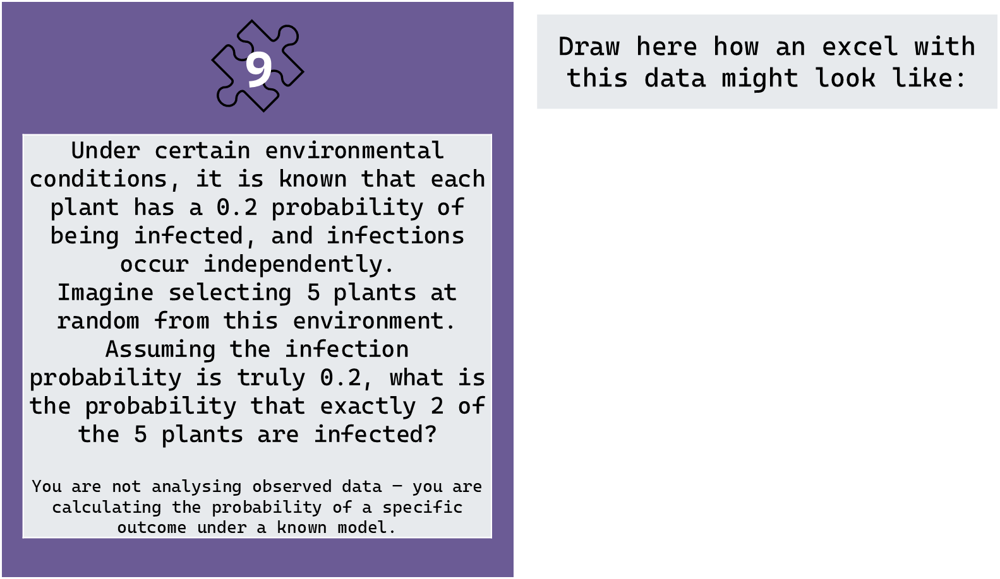 9
Under certain environmental
conditions, it is known that each
plant has a 0.2 probability of
being infected, and infections
occur independently.
Imagine selecting 5 plants at
random from this environment.
Assuming the infection
probability is truly 0.2, what is
the probability that exactly 2 of
the 5 plants are infected?
You are not analysing observed data – you are
calculating the probability of a specific
outcome under a known model.
Draw here how an excel with
this data might look like: